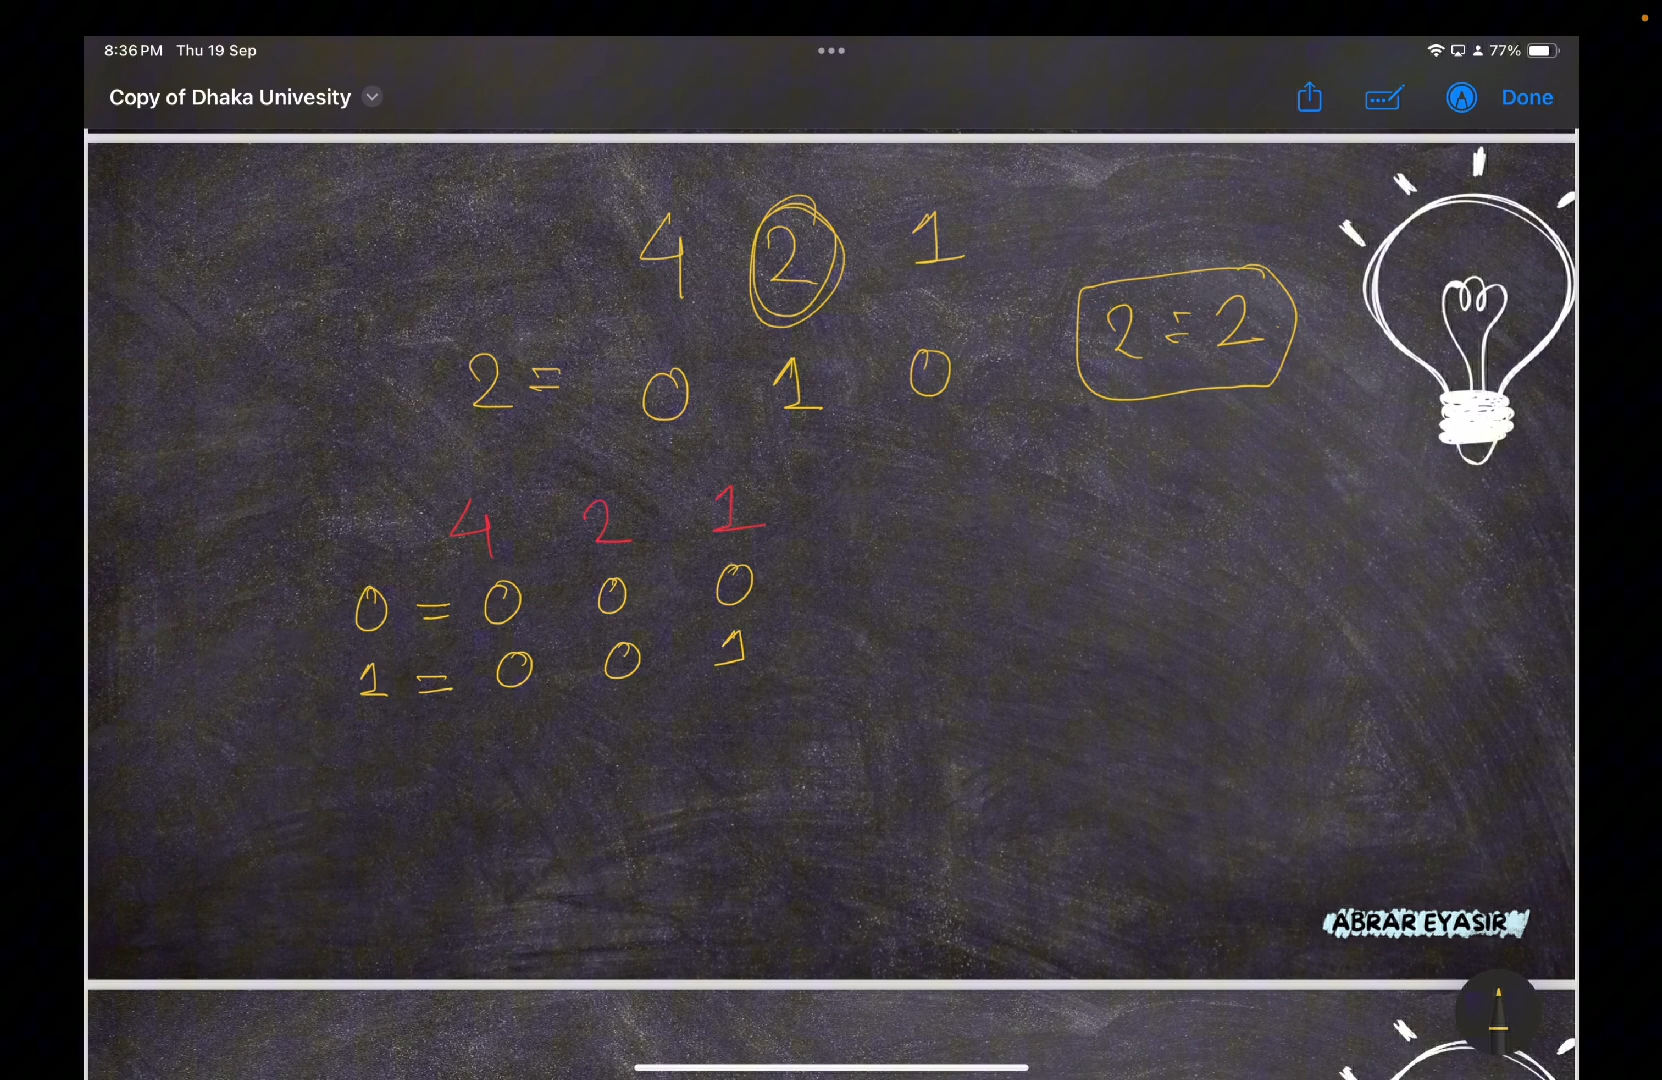 8:36 PM Thu 19 Sep
77%
Copy of Dhaka Univesity
Done
4 2 1
2 = 2
2 = 0 1 0
4 2 1
0 = 0 0 0
1 = 0 0 1
ABRAR EYASIR